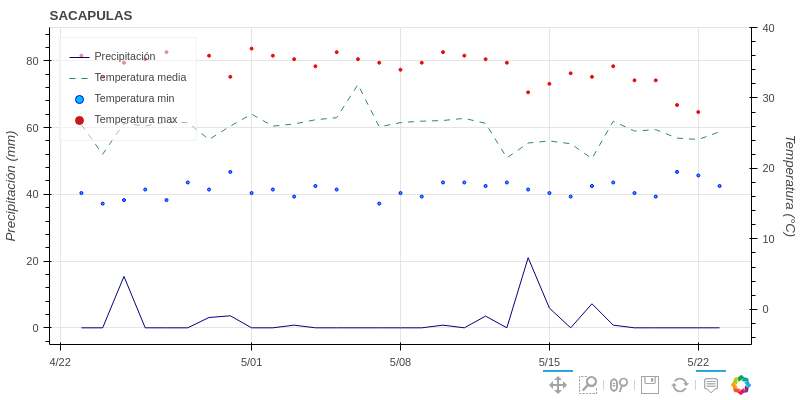 SACAPULAS
Precipitación
Temperatura media
Temperatura min
Temperatura max
Precipitación (mm)
80
60
40
20
0
Temperatura (°C)
40
30
20
10
0
4/22
5/01
5/08
5/15
5/22